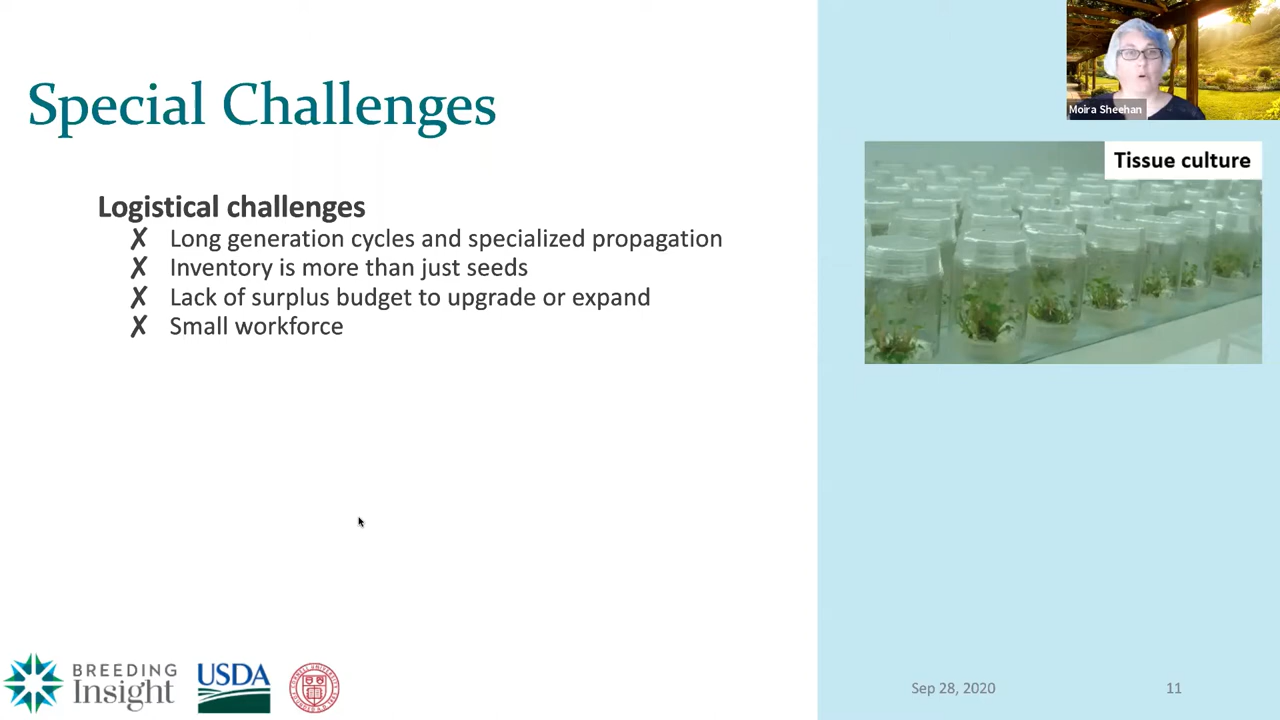 Special Challenges
Logistical challenges
✗ Long generation cycles and specialized propagation
✗ Inventory is more than just seeds
✗ Lack of surplus budget to upgrade or expand
✗ Small workforce
Moira Sheehan
Tissue culture
BREEDING
Insight
USDA
Sep 28, 2020
11